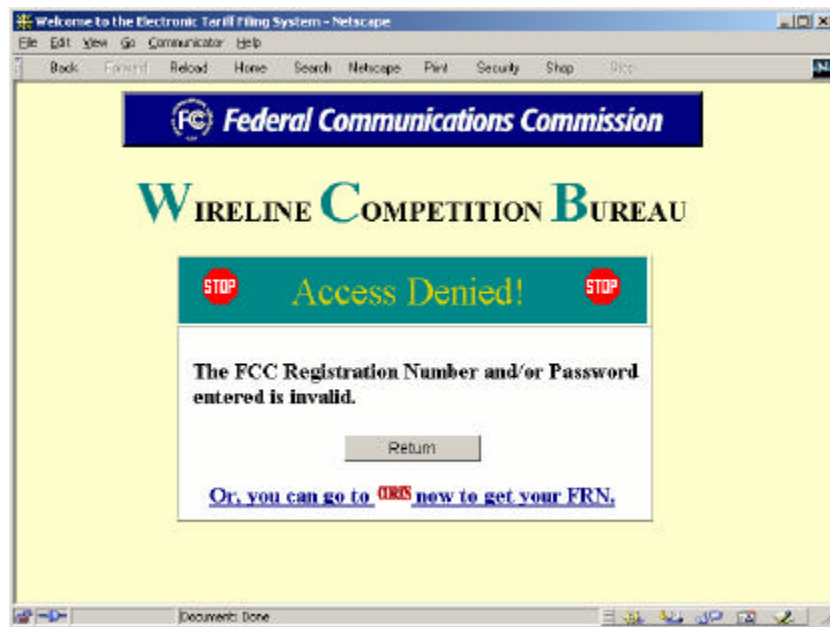 Welcome to the Electronic Tariff Filing System - Netscape
File Edit View Go Communicator Help
Back Forward Reload Home Search Netscape Print Security Shop Stop
FCC Federal Communications Commission
WIRELINE COMPETITION BUREAU
STOP Access Denied! STOP
The FCC Registration Number and/or Password
entered is invalid.
Return
Or, you can go to CORES now to get your FRN.
Document: Done